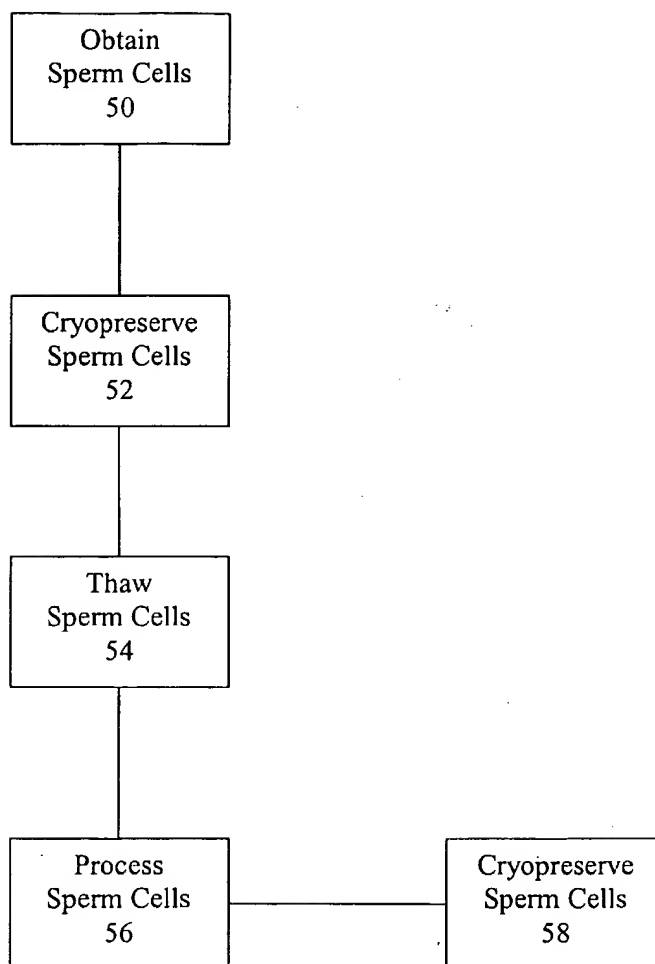 Obtain
Sperm Cells
50
Cryopreserve
Sperm Cells
52
Thaw
Sperm Cells
54
Process
Sperm Cells
56
Cryopreserve
Sperm Cells
58